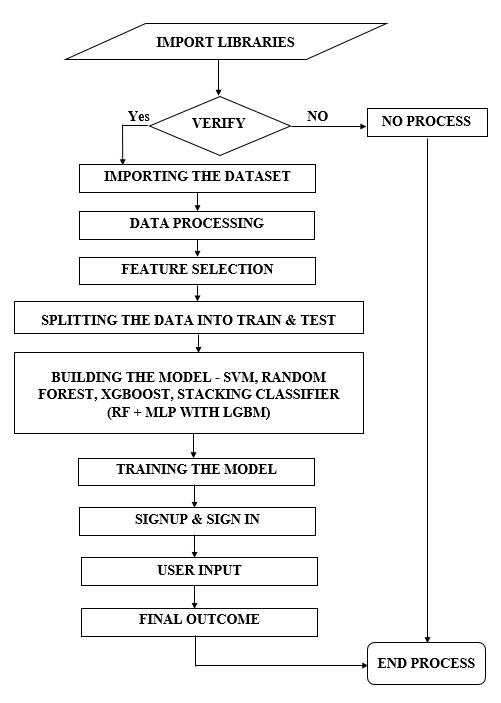 IMPORT LIBRARIES
Yes
VERIFY
NO
NO PROCESS
IMPORTING THE DATASET
DATA PROCESSING
FEATURE SELECTION
SPLITTING THE DATA INTO TRAIN & TEST
BUILDING THE MODEL - SVM, RANDOM
FOREST, XGBOOST, STACKING CLASSIFIER
(RF + MLP WITH LGBM)
TRAINING THE MODEL
SIGNUP & SIGN IN
USER INPUT
FINAL OUTCOME
END PROCESS